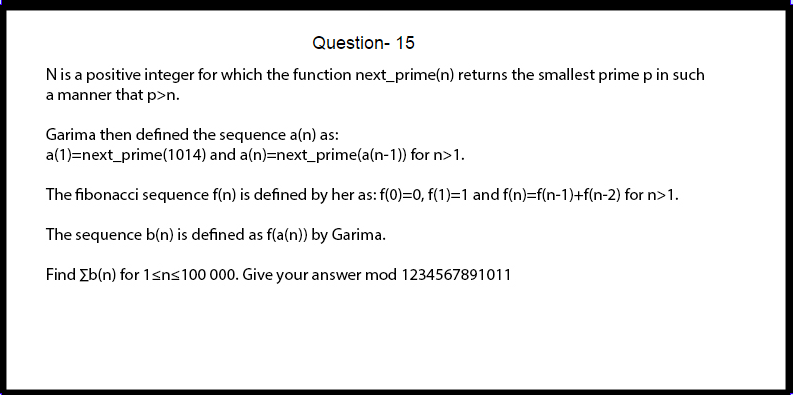 Question- 15
N is a positive integer for which the function next_prime(n) returns the smallest prime p in such
a manner that p>n.
Garima then defined the sequence a(n) as:
a(1)=next_prime(1014) and a(n)=next_prime(a(n-1)) for n>1.
The fibonacci sequence f(n) is defined by her as: f(0)=0, f(1)=1 and f(n)=f(n-1)+f(n-2) for n>1.
The sequence b(n) is defined as f(a(n)) by Garima.
Find ∑b(n) for 1≤n≤100 000. Give your answer mod 1234567891011